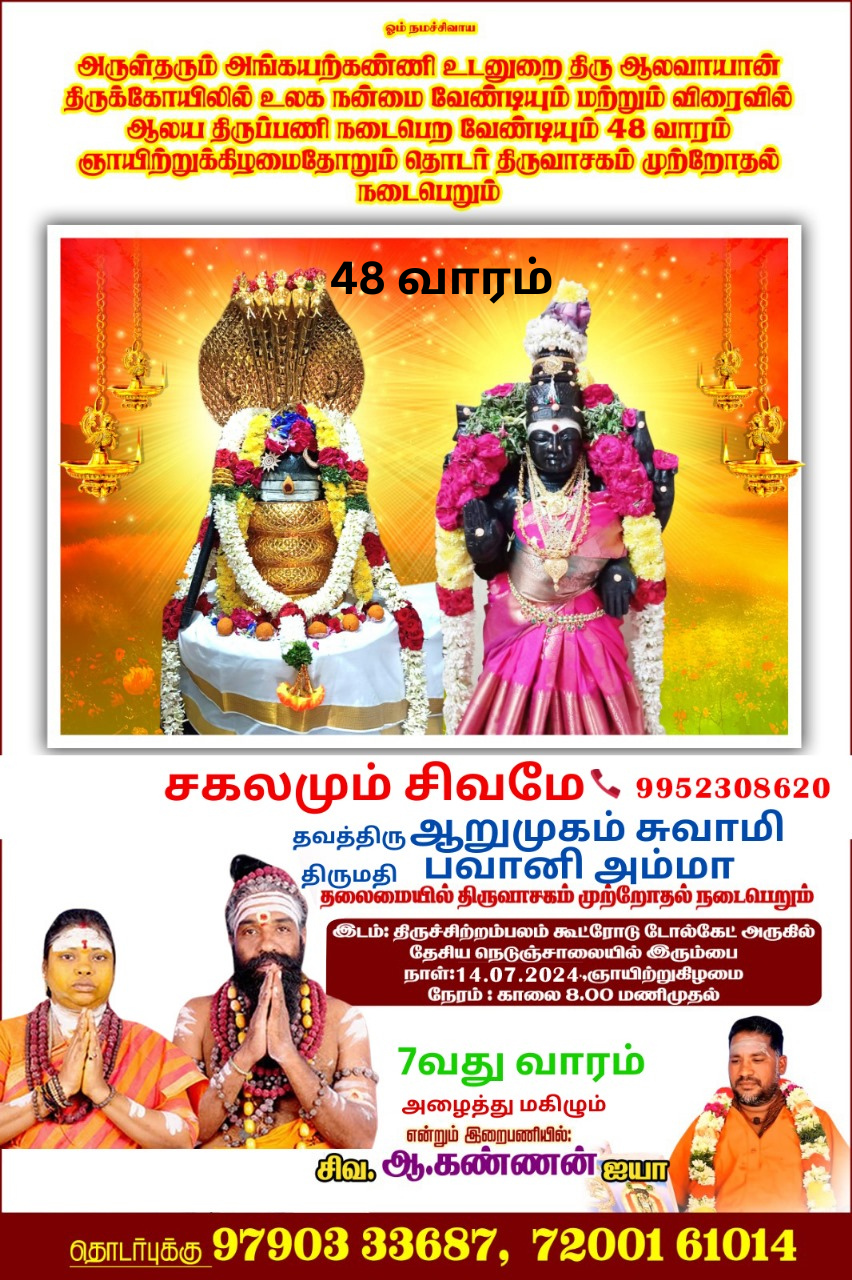 ஓம் நமச்சிவாய
அருள்தரும் அங்கயற்கண்ணி உடனுறை திரு ஆலவாயான்
திருக்கோயிலில் உலக நன்மை வேண்டியும் மற்றும் விரைவில்
ஆலய திருப்பணி நடைபெற வேண்டியும் 48 வாரம்
ஞாயிற்றுக்கிழமைதோறும் தொடர் திருவாசகம் முற்றோதல்
நடைபெறும்
48 வாரம்
சகலமும் சிவமே 9952308620
தவத்திரு ஆறுமுகம் சுவாமி
திருமதி பவானி அம்மா
தலைமையில் திருவாசகம் முற்றோதல் நடைபெறும்
இடம்: திருச்சிற்றம்பலம் கூட்ரோடு டோல்கேட் அருகில்
தேசிய நெடுஞ்சாலையில் இரும்பை
நாள்:14.07.2024.,ஞாயிற்றுகிழமை
நேரம் : காலை 8.00 மணிமுதல்
7வது வாரம்
அழைத்து மகிழும்
என்றும் இறைபணியில்:
சிவ. ஆ.கண்ணன் ஐயா
தொடர்புக்கு 97903 33687, 72001 61014